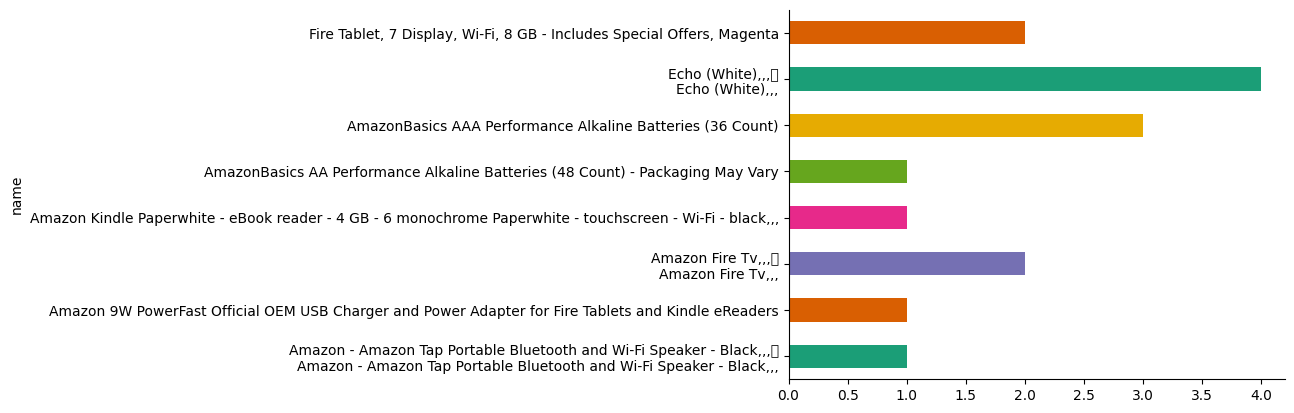 Fire Tablet, 7 Display, Wi-Fi, 8 GB - Includes Special Offers, Magenta
Echo (White),,,
Echo (White),,,
AmazonBasics AAA Performance Alkaline Batteries (36 Count)
AmazonBasics AA Performance Alkaline Batteries (48 Count) - Packaging May Vary
name
Amazon Kindle Paperwhite - eBook reader - 4 GB - 6 monochrome Paperwhite - touchscreen - Wi-Fi - black,,,
Amazon Fire Tv,,,
Amazon Fire Tv,,,
Amazon 9W PowerFast Official OEM USB Charger and Power Adapter for Fire Tablets and Kindle eReaders
Amazon - Amazon Tap Portable Bluetooth and Wi-Fi Speaker - Black,,,
Amazon - Amazon Tap Portable Bluetooth and Wi-Fi Speaker - Black,,,
0.0 0.5 1.0 1.5 2.0 2.5 3.0 3.5 4.0